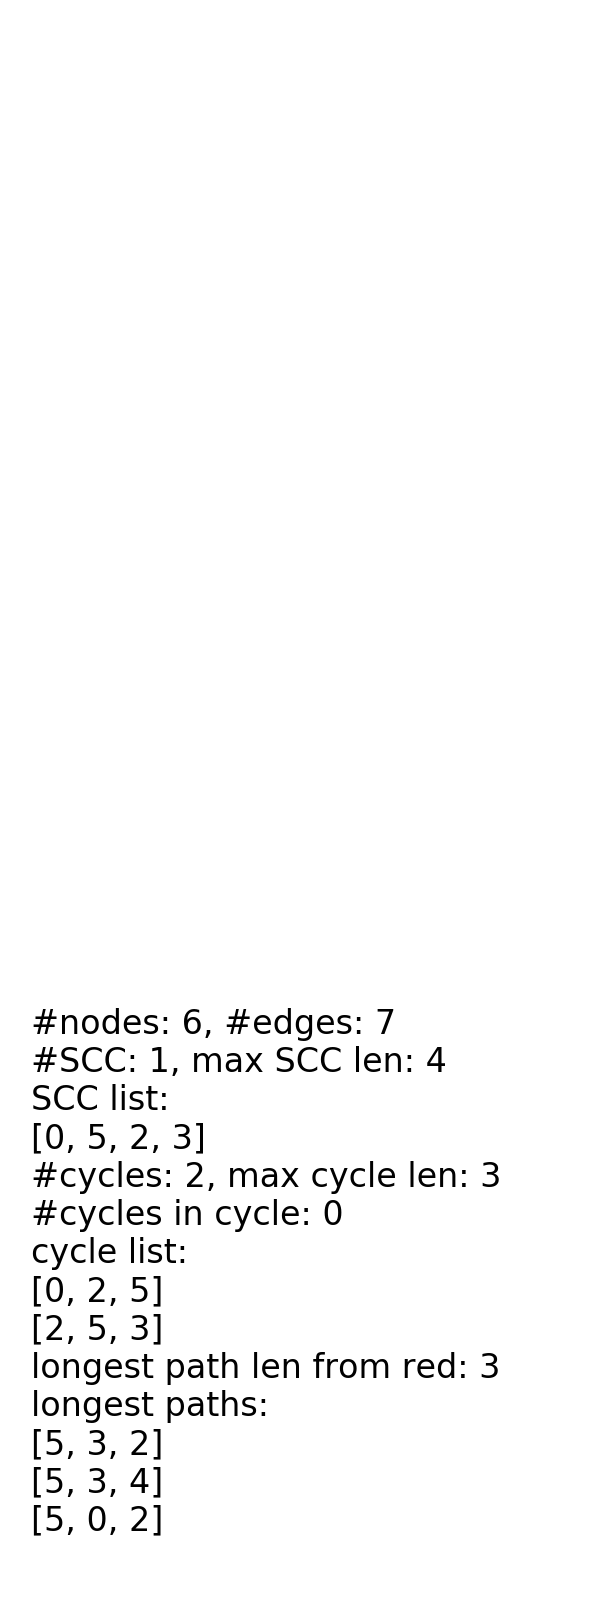 #nodes: 6, #edges: 7
#SCC: 1, max SCC len: 4
SCC list:
[0, 5, 2, 3]
#cycles: 2, max cycle len: 3
#cycles in cycle: 0
cycle list:
[0, 2, 5]
[2, 5, 3]
longest path len from red: 3
longest paths:
[5, 3, 2]
[5, 3, 4]
[5, 0, 2]